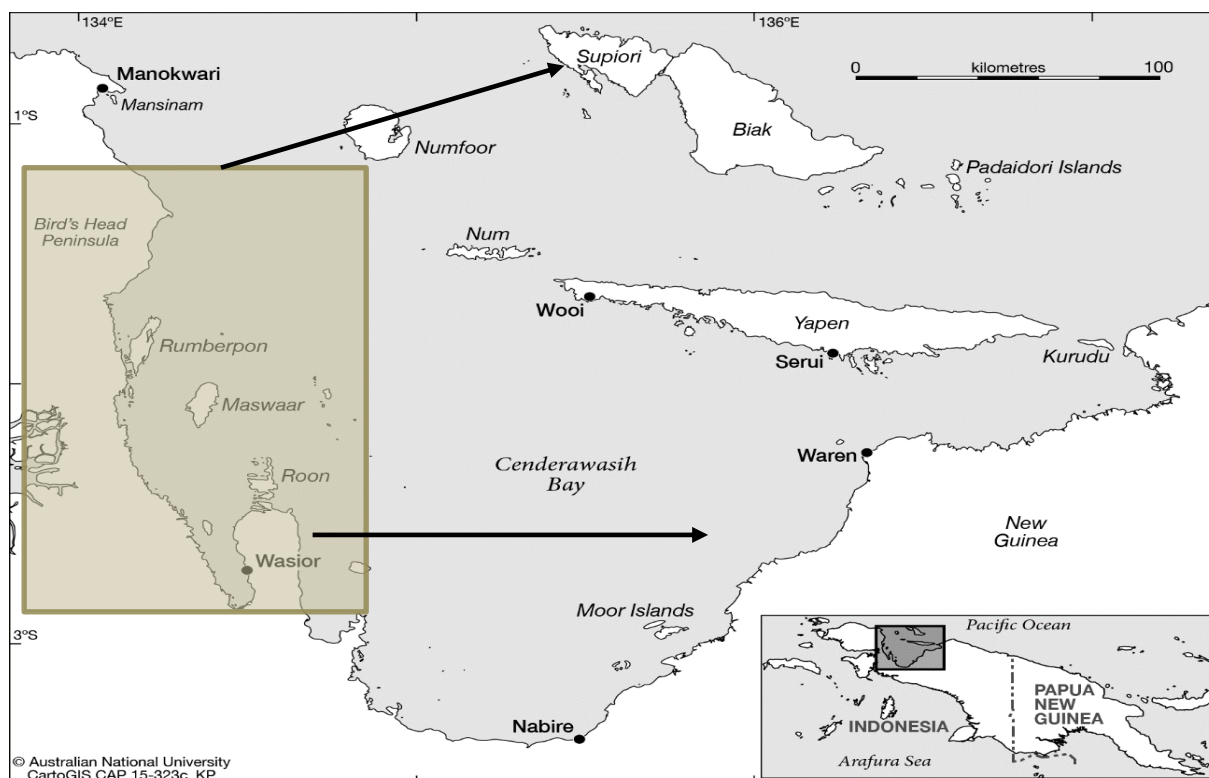 134ºE
136ºE
Manokwari
Mansinam
1ºS
Supiori
Biak
0
kilometres
100
Numfoor
Padaidori Islands
Bird's Head
Peninsula
Num
Wooi
Yapen
Serui
Kurudu
Rumberpon
Maswaar
Roon
Cenderawasih
Bay
Waren
New
Guinea
Wasior
Moor Islands
3ºS
Nabire
Pacific Ocean
PAPUA
NEW
GUINEA
INDONESIA
Arafura Sea
© Australian National University
CartoGIS CAP 15-323c_KP